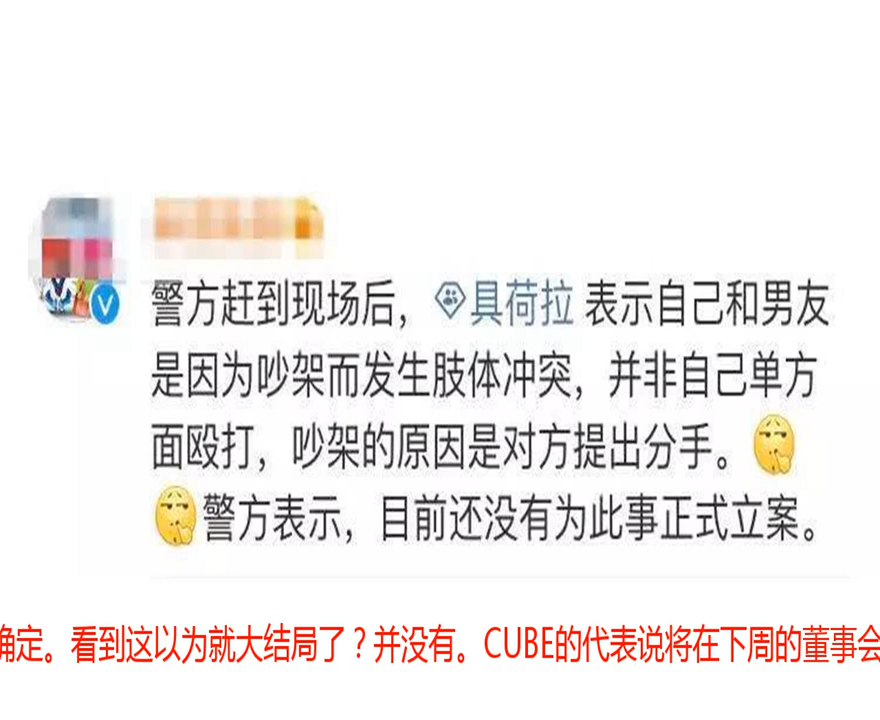 警方赶到现场后，具荷拉 表示自己和男友
是因为吵架而发生肢体冲突，并非自己单方
面殴打，吵架的原因是对方提出分手。
警方表示，目前还没有为此事正式立案。
确定。看到这以为就大结局了？并没有。CUBE的代表说将在下周的董事会